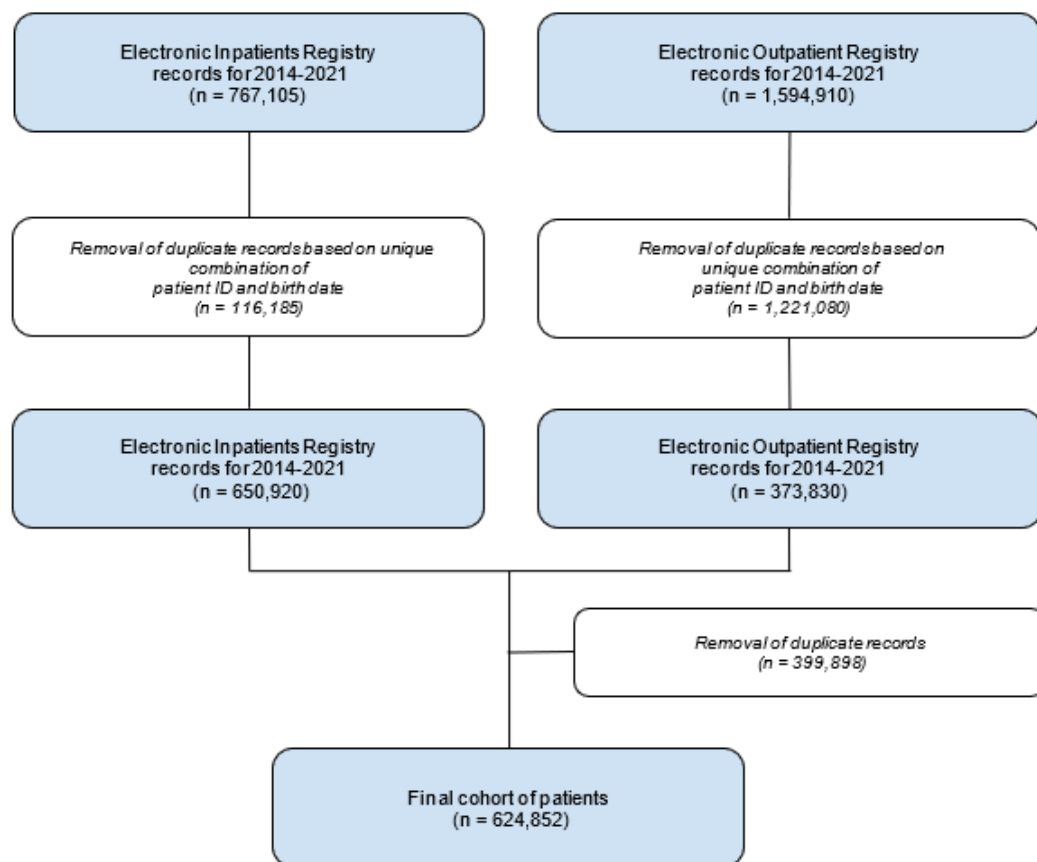 Electronic Inpatients Registry
records for 2014-2021
(n = 767,105)
Electronic Outpatient Registry
records for 2014-2021
(n = 1,594,910)
Removal of duplicate records based on unique
combination of
patient ID and birth date
(n = 116,185)
Removal of duplicate records based on
unique combination of
patient ID and birth date
(n = 1,221,080)
Electronic Inpatients Registry
records for 2014-2021
(n = 650,920)
Electronic Outpatient Registry
records for 2014-2021
(n = 373,830)
Removal of duplicate records
(n = 399,898)
Final cohort of patients
(n = 624,852)